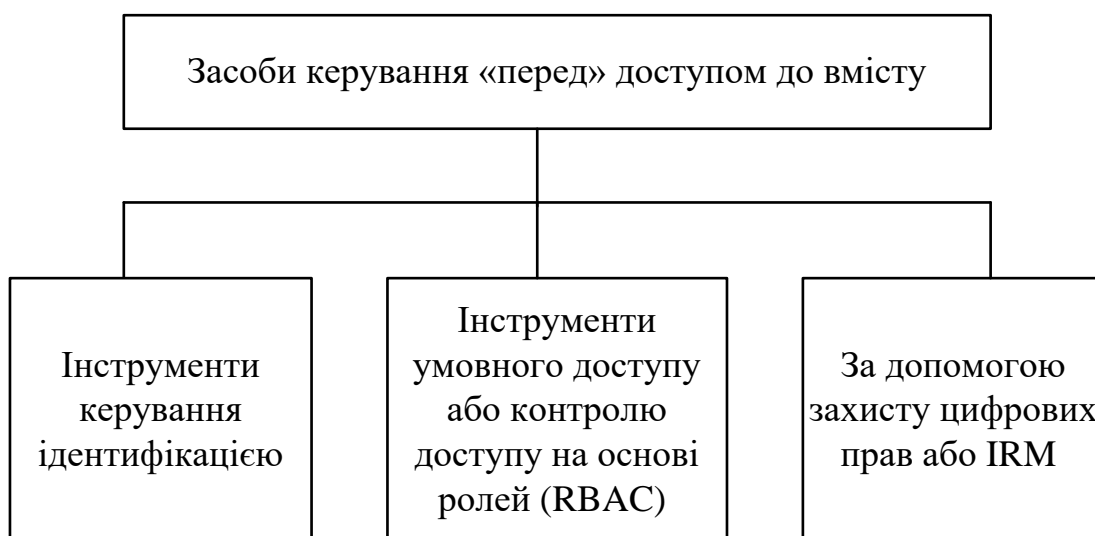 Засоби керування «перед» доступом до вмісту
Інструменти
керування
ідентифікацією
Інструменти
умовного доступу
або контролю
доступу на основі
ролей (RBAC)
За допомогою
захисту цифрових
прав або IRM